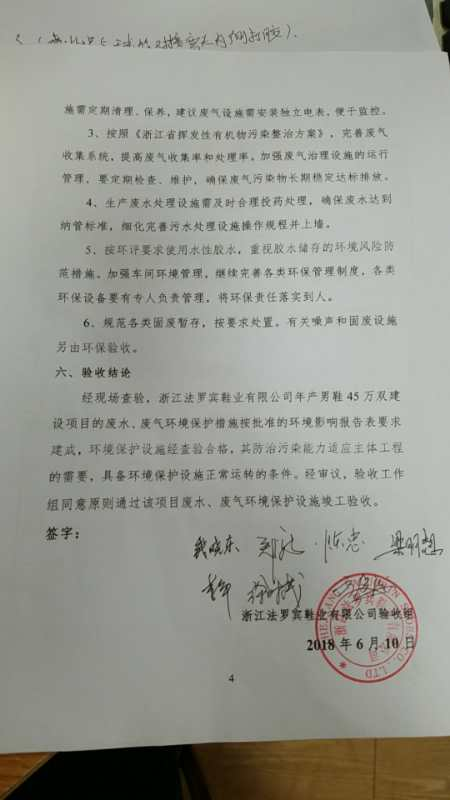 施需定期清理、保养，建议废气设施需安装独立电表，便于监控。
3、按照《浙江省挥发性有机物污染整治方案》，完善废气
收集系统，提高废气收集率和处理率。加强废气治理设施的运行
管理，要定期检查、维护，确保废气污染物长期稳定达标排放。
4、生产废水处理设施需及时合理投药处理，确保废水达到
纳管标准，细化完善污水处理设施操作规程并上墙。
5、按环评要求使用水性胶水，重视胶水储存的环境风险防
范措施。加强车间环境管理，继续完善各类环保管理制度，各类
环保设备要有专人负责管理，将环保责任落实到人。
6、规范各类固废暂存，按要求处置。有关噪声和固废设施
另由环保验收。
六、验收结论
经现场查验，浙江法罗宾鞋业有限公司年产男鞋 45 万双建
设项目的废水、废气环境保护措施按批准的环境影响报告表要求
建成，环境保护设施经查验合格，其防治污染能力适应主体工程
的需要，具备环境保护设施正常运转的条件。经审议，验收工作
组同意原则通过该项目废水、废气环境保护设施竣工验收。
签字：
陈忠
浙江法罗宾鞋业有限公司验收组
2018 年 6 月 10 日
4